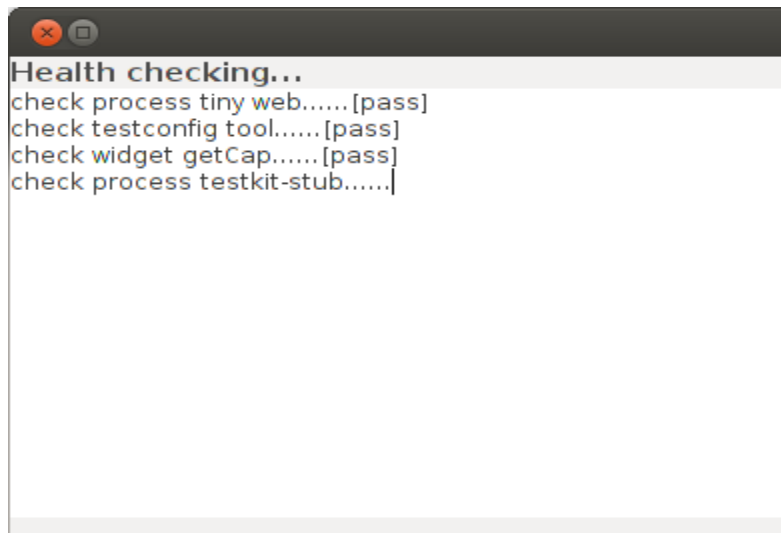 Health checking...
check process tiny web......[pass]
check testconfig tool......[pass]
check widget getCap......[pass]
check process testkit-stub......